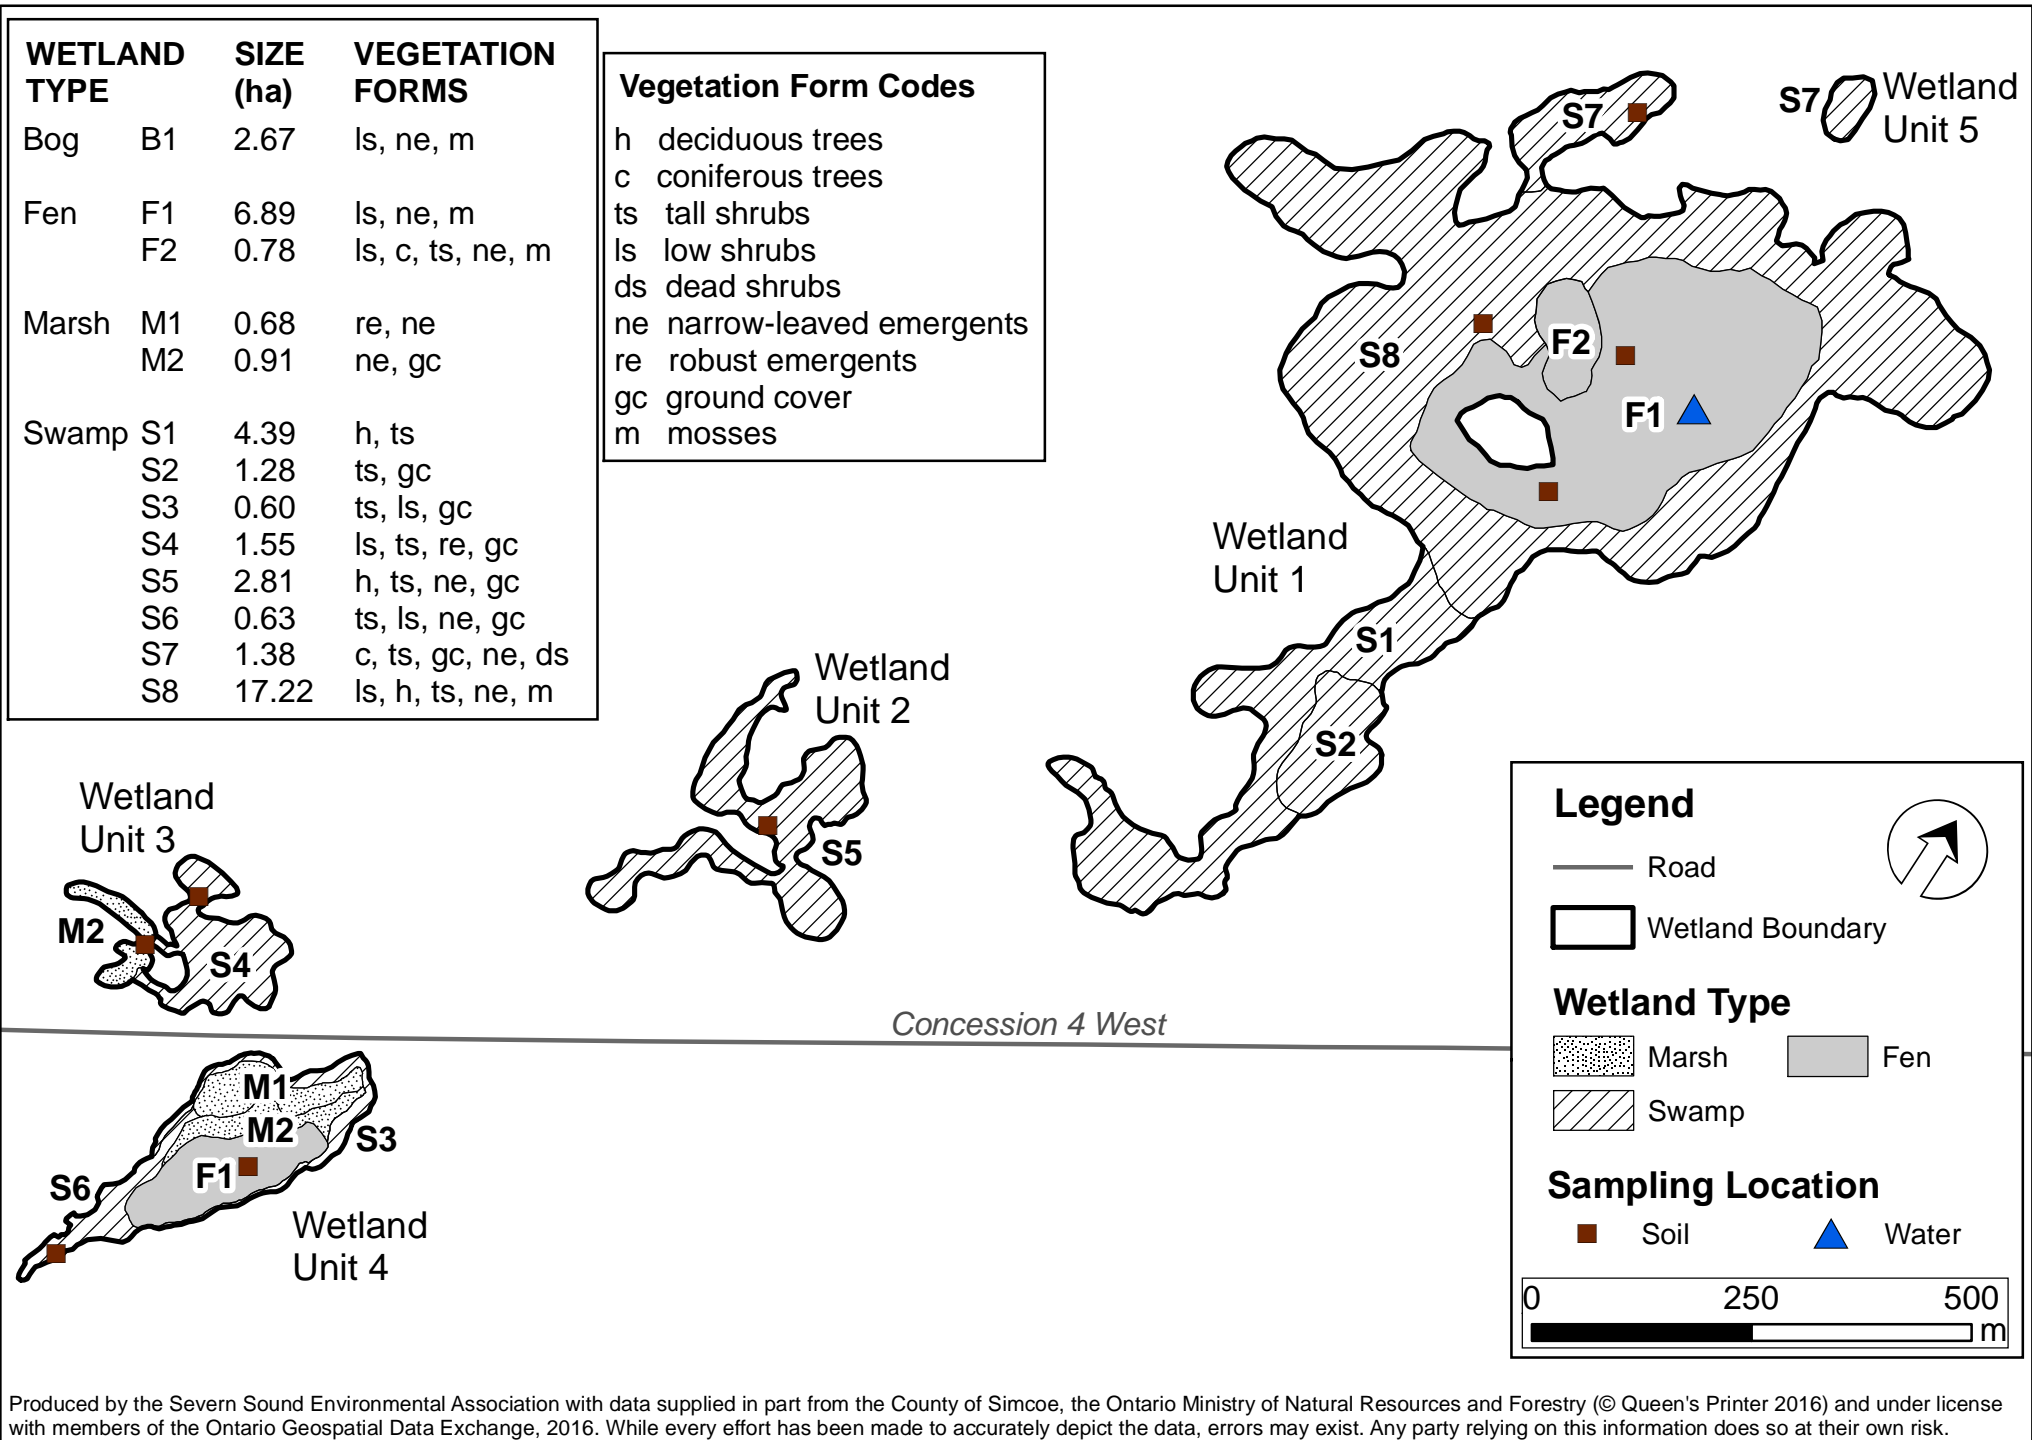 WETLAND SIZE VEGETATION
TYPE (ha) FORMS
Bog B1 2.67 ls, ne, m
Fen F1 6.89 ls, ne, m
F2 0.78 ls, c, ts, ne, m
Marsh M1 0.68 re, ne
M2 0.91 ne, gc
Swamp S1 4.39 h, ts
S2 1.28 ts, gc
S3 0.60 ts, ls, gc
S4 1.55 ls, ts, re, gc
S5 2.81 h, ts, ne, gc
S6 0.63 ts, ls, ne, gc
S7 1.38 c, ts, gc, ne, ds
S8 17.22 ls, h, ts, ne, m
Vegetation Form Codes
h deciduous trees
c coniferous trees
ts tall shrubs
ls low shrubs
ds dead shrubs
ne narrow-leaved emergents
re robust emergents
gc ground cover
m mosses
S7
S7
Wetland
Unit 5
S8
F2
F1
Wetland
Unit 1
S1
S2
Wetland
Unit 2
S5
Wetland
Unit 3
M2
S4
Concession 4 West
M1
M2
S3
F1
S6
Wetland
Unit 4
Legend
Road
Wetland Boundary
Wetland Type
Marsh Fen
Swamp
Sampling Location
Soil Water
0 250 500
m
Produced by the Severn Sound Environmental Association with data supplied in part from the County of Simcoe, the Ontario Ministry of Natural Resources and Forestry (© Queen's Printer 2016) and under license
with members of the Ontario Geospatial Data Exchange, 2016. While every effort has been made to accurately depict the data, errors may exist. Any party relying on this information does so at their own risk.